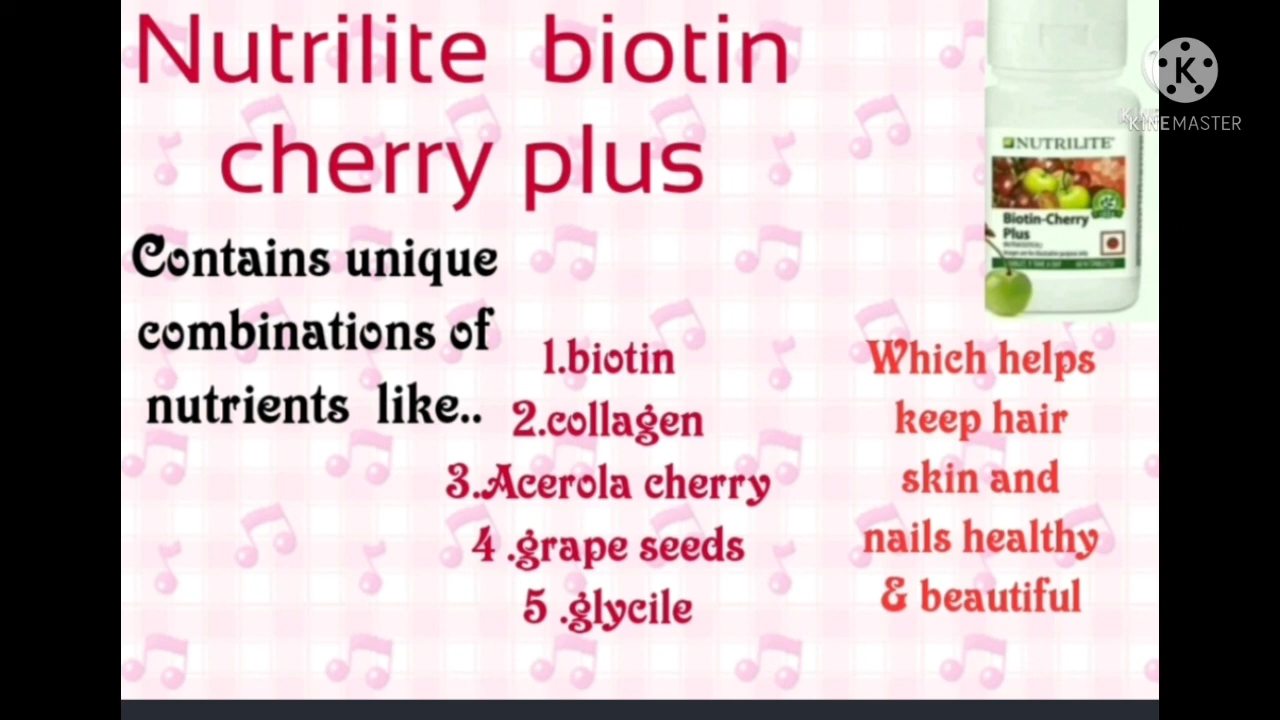 Nutrilite biotin
cherry plus
Contains unique
combinations of
nutrients like..
1.biotin
2.collagen
3.Acerola cherry
4 .grape seeds
5 .glycile
Which helps
keep hair
skin and
nails healthy
& beautiful
NUTRILITE
Biotin-Cherry
Plus
K
KINEMASTER